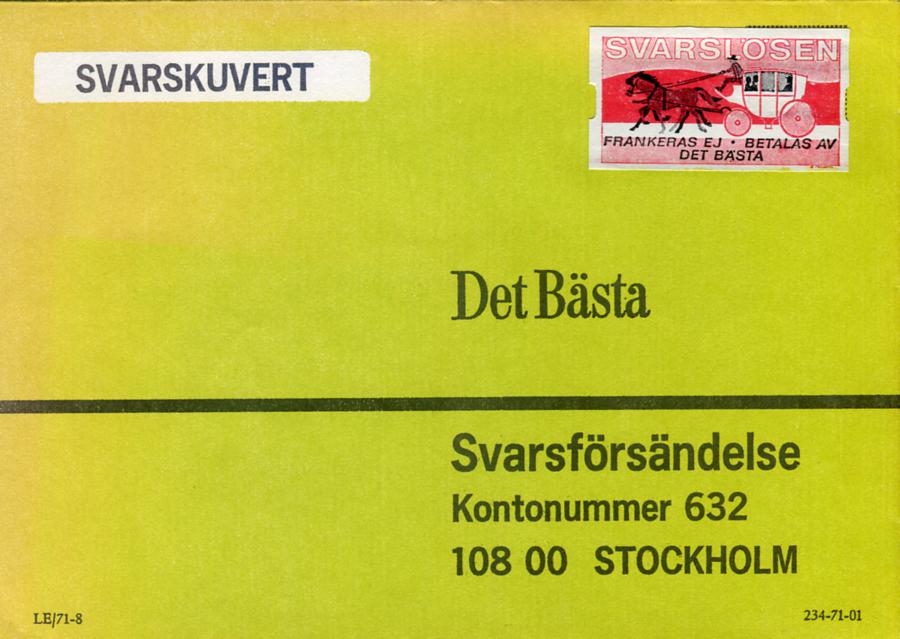 SVARSKUVERT
SVARSLÖSEN
FRANKERAS EJ • BETALAS AV
DET BÄSTA
Det Bästa
Svarsförsändelse
Kontonummer 632
108 00 STOCKHOLM
LE/71-8
234-71-01